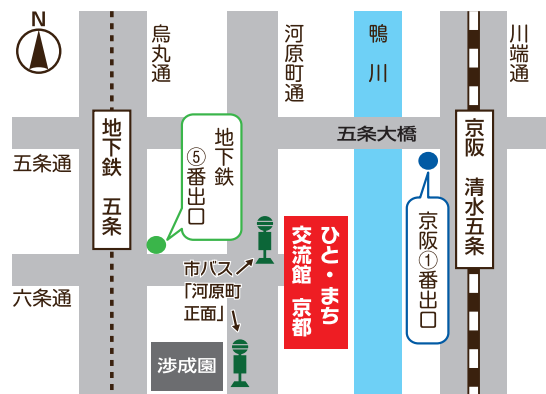 N
烏丸通
河原町通
鴨川
川端通
五条大橋
五条通
地下鉄 五条
地下鉄
⑤番出口
京阪 清水五条
京阪①番出口
市バス
「河原町
正面」
ひと・まち
交流館 京都
六条通
渉成園